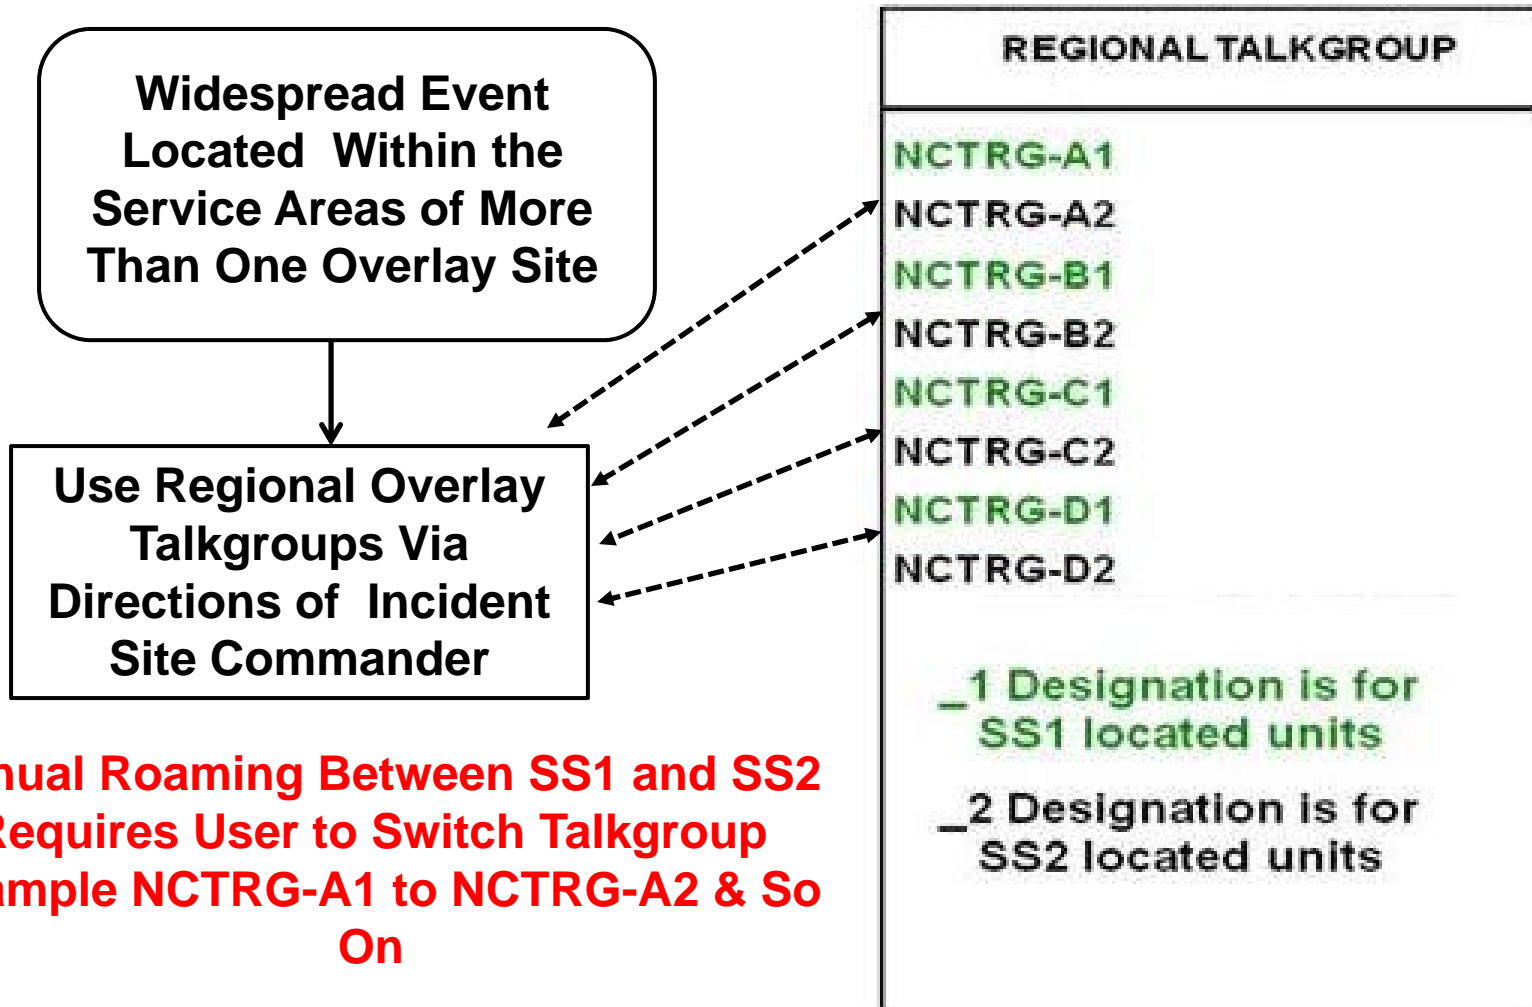 Widespread Event
Located Within the
Service Areas of More
Than One Overlay Site
Use Regional Overlay
Talkgroups Via
Directions of Incident
Site Commander
Roaming Between SS1 and SS2
Requires User to Switch Talkgroup
NCTRG-A1 to NCTRG-A2 & So
On
REGIONAL TALKGROUP
NCTRG-A1
NCTRG-A2
NCTRG-B1
NCTRG-B2
NCTRG-C1
NCTRG-C2
NCTRG-D1
NCTRG-D2
_1 Designation is for
SS1 located units
_2 Designation is for
SS2 located units